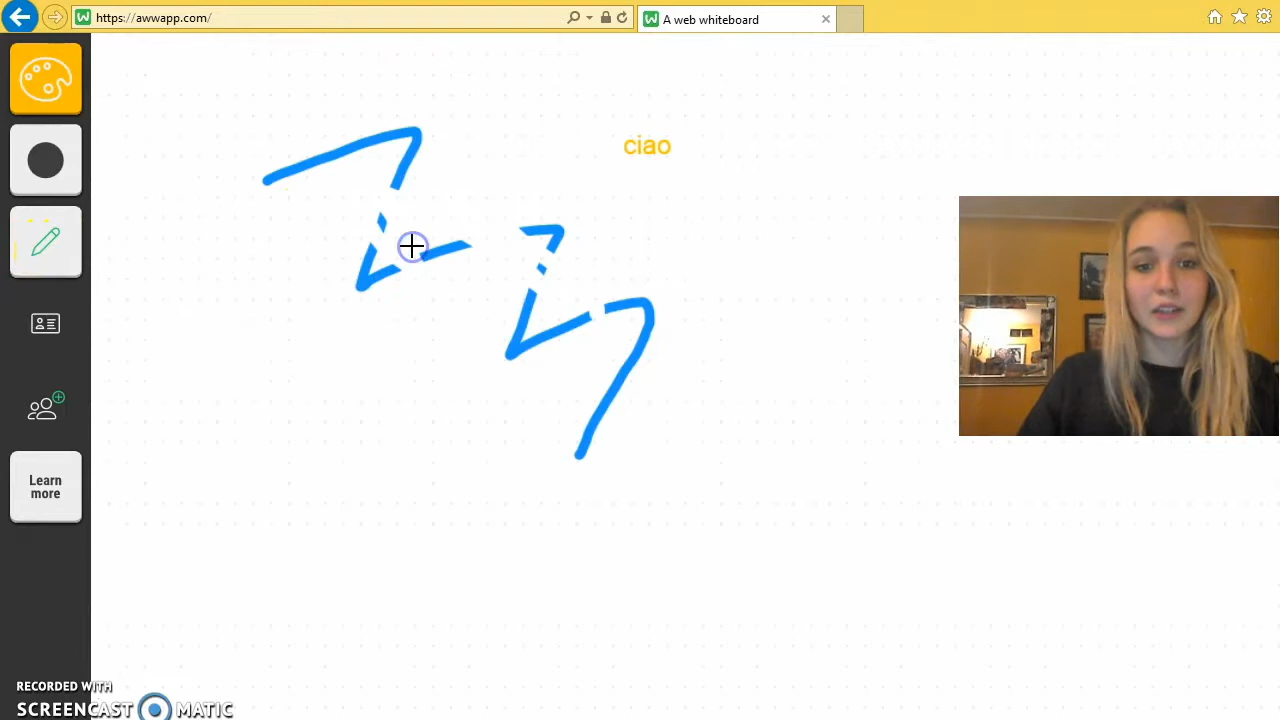 https://awwapp.com/
A web whiteboard
ciao
Learn
more
RECORDED WITH
SCREENCAST MATIC